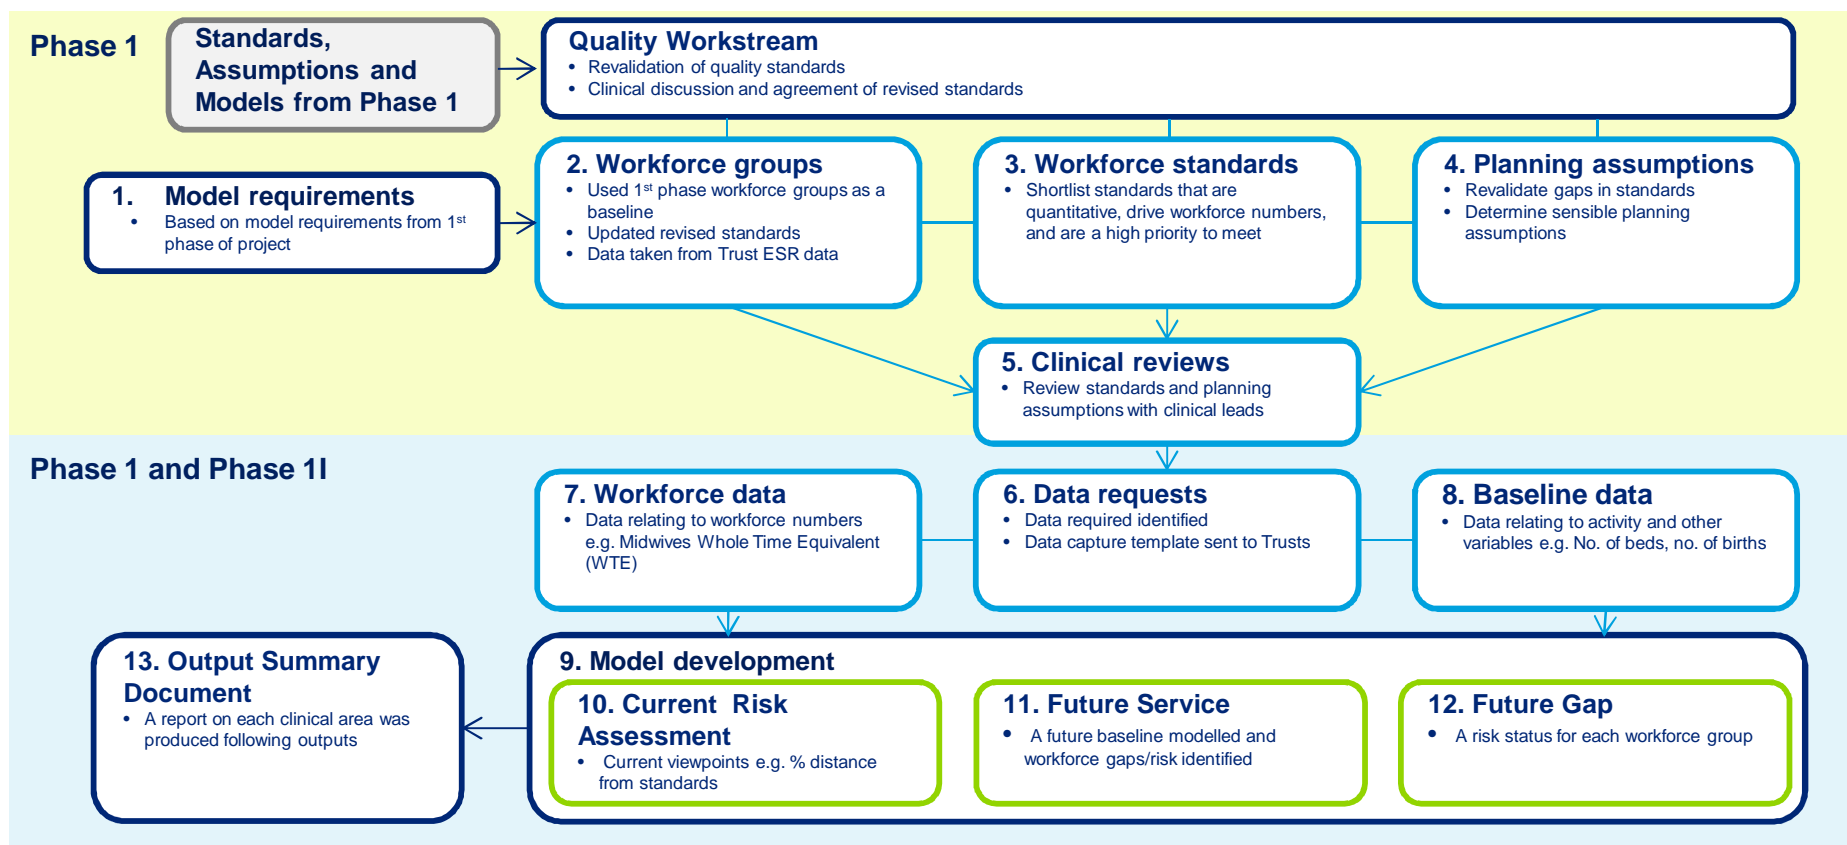 Phase 1
Standards,
Assumptions and
Models from Phase 1
Quality Workstream
• Revalidation of quality standards
• Clinical discussion and agreement of revised standards
1. Model requirements
• Based on model requirements from 1st
phase of project
2. Workforce groups
• Used 1st phase workforce groups as a
baseline
• Updated revised standards
• Data taken from Trust ESR data
3. Workforce standards
• Shortlist standards that are
quantitative, drive workforce numbers,
and are a high priority to meet
4. Planning assumptions
• Revalidate gaps in standards
• Determine sensible planning
assumptions
5. Clinical reviews
• Review standards and planning
assumptions with clinical leads
Phase 1 and Phase 1I
7. Workforce data
• Data relating to workforce numbers
e.g. Midwives Whole Time Equivalent
(WTE)
6. Data requests
• Data required identified
• Data capture template sent to Trusts
8. Baseline data
• Data relating to activity and other
variables e.g. No. of beds, no. of births
13. Output Summary
Document
• A report on each clinical area was
produced following outputs
9. Model development
10. Current Risk
Assessment
• Current viewpoints e.g. % distance
from standards
11. Future Service
• A future baseline modelled and
workforce gaps/risk identified
12. Future Gap
• A risk status for each workforce group